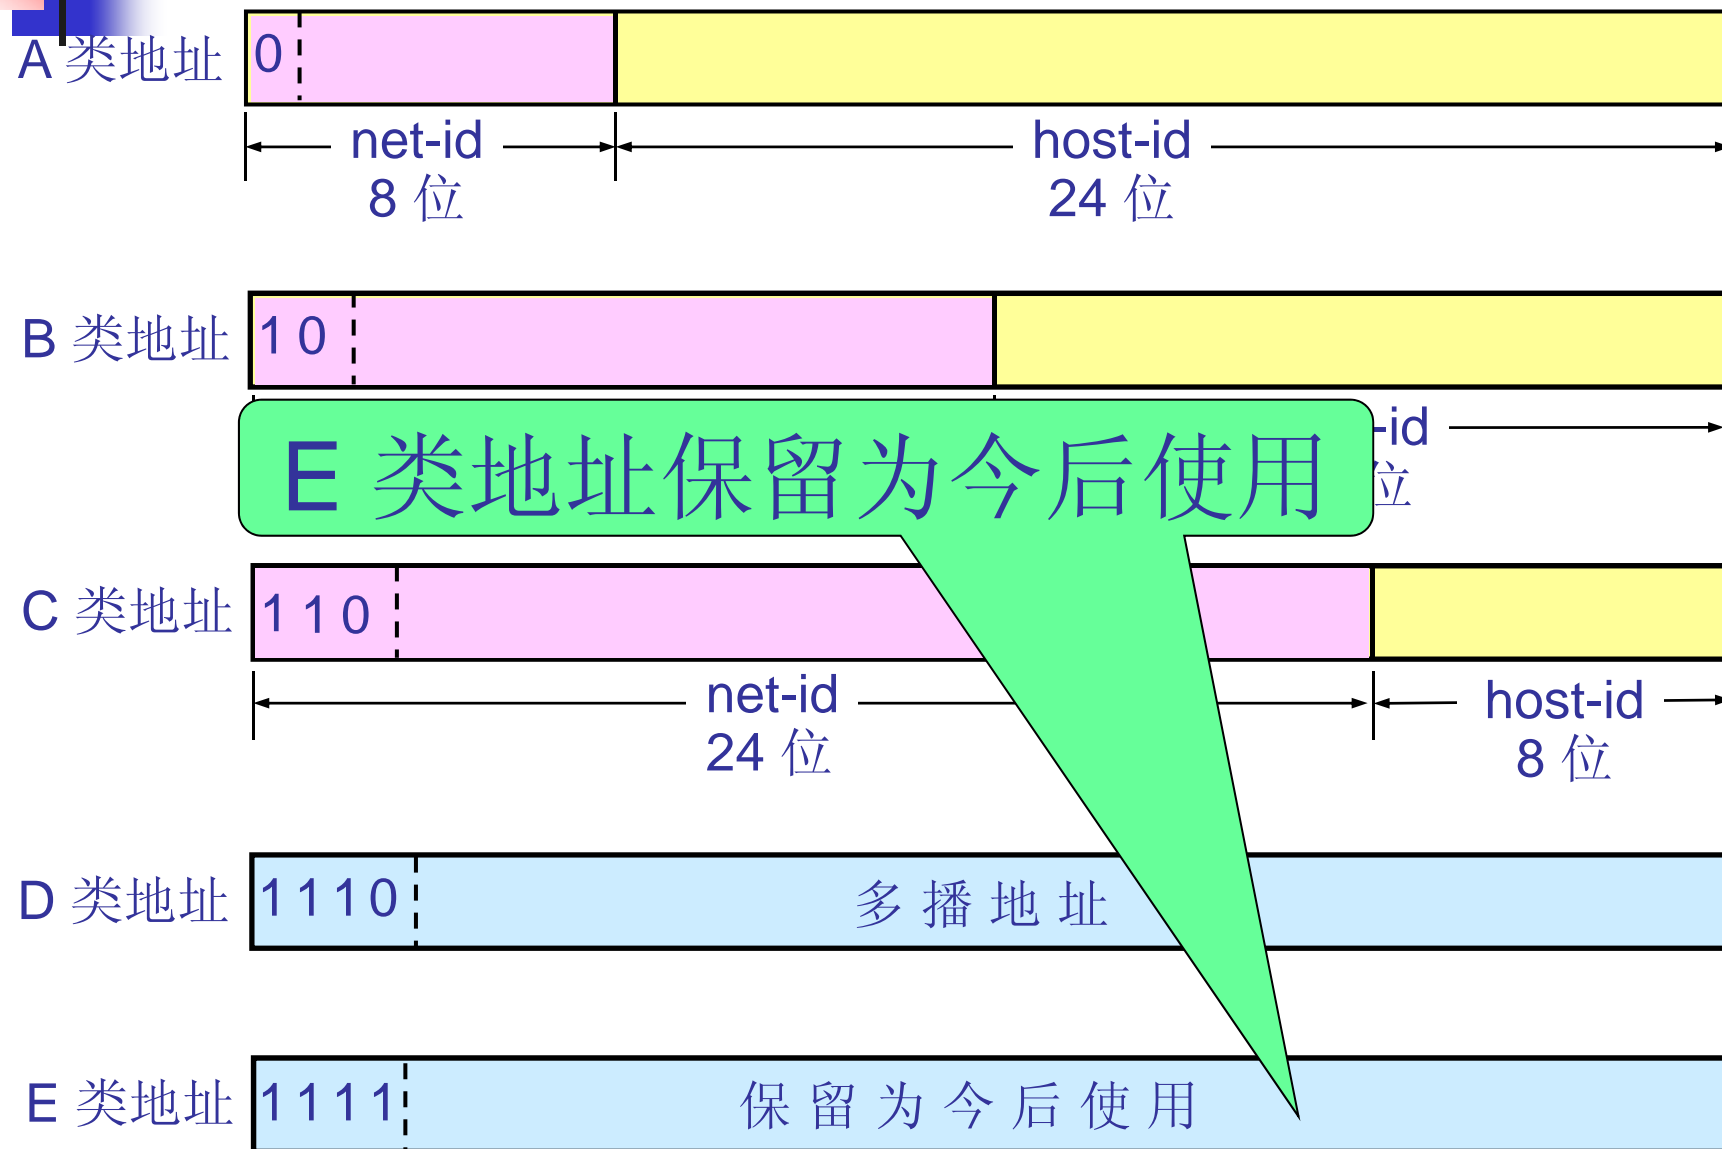 A 类地址 0
net-id host-id
8 位 24 位
B 类地址 1 0
-id
E 类地址保留为今后使用
位
C 类地址 1 1 0
net-id host-id
24 位 8 位
D 类地址 1 1 1 0 多播地址
E 类地址 1 1 1 1 保留为今后使用